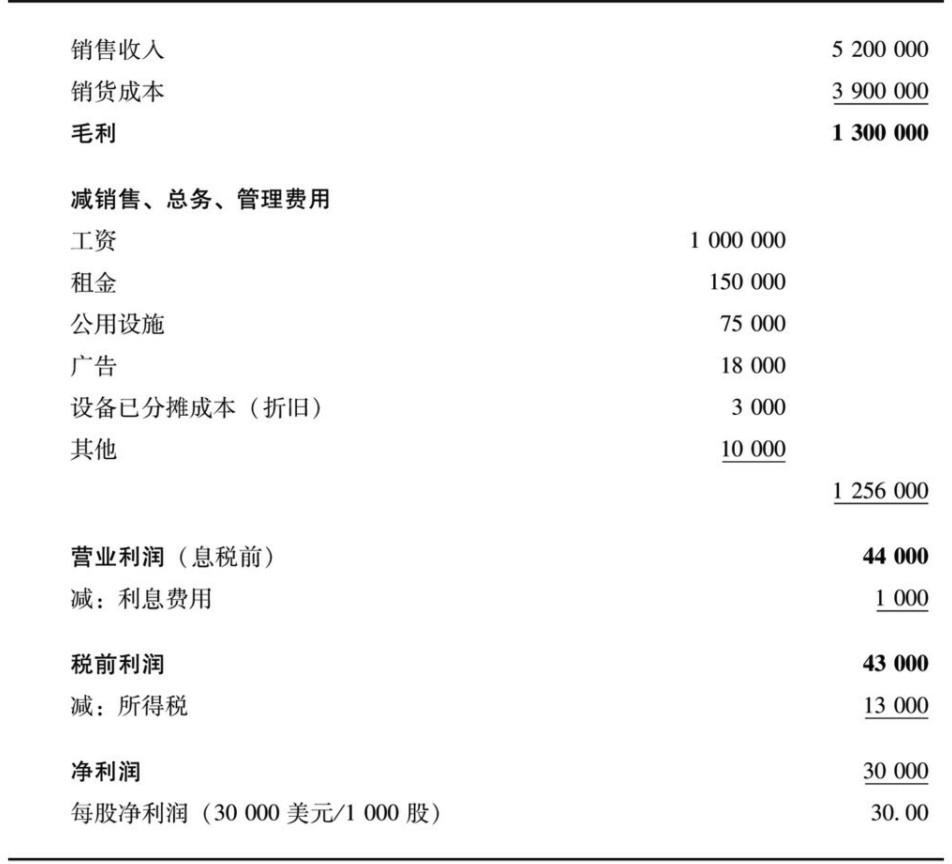 销售收入 5 200 000
销货成本 3 900 000
毛利 1 300 000
减销售、总务、管理费用
工资 1 000 000
租金 150 000
公用设施 75 000
广告 18 000
设备已分摊成本（折旧） 3 000
其他 10 000
1 256 000
营业利润（息税前） 44 000
减：利息费用 1 000
税前利润 43 000
减：所得税 13 000
净利润 30 000
每股净利润（30 000 美元/1 000 股） 30.00